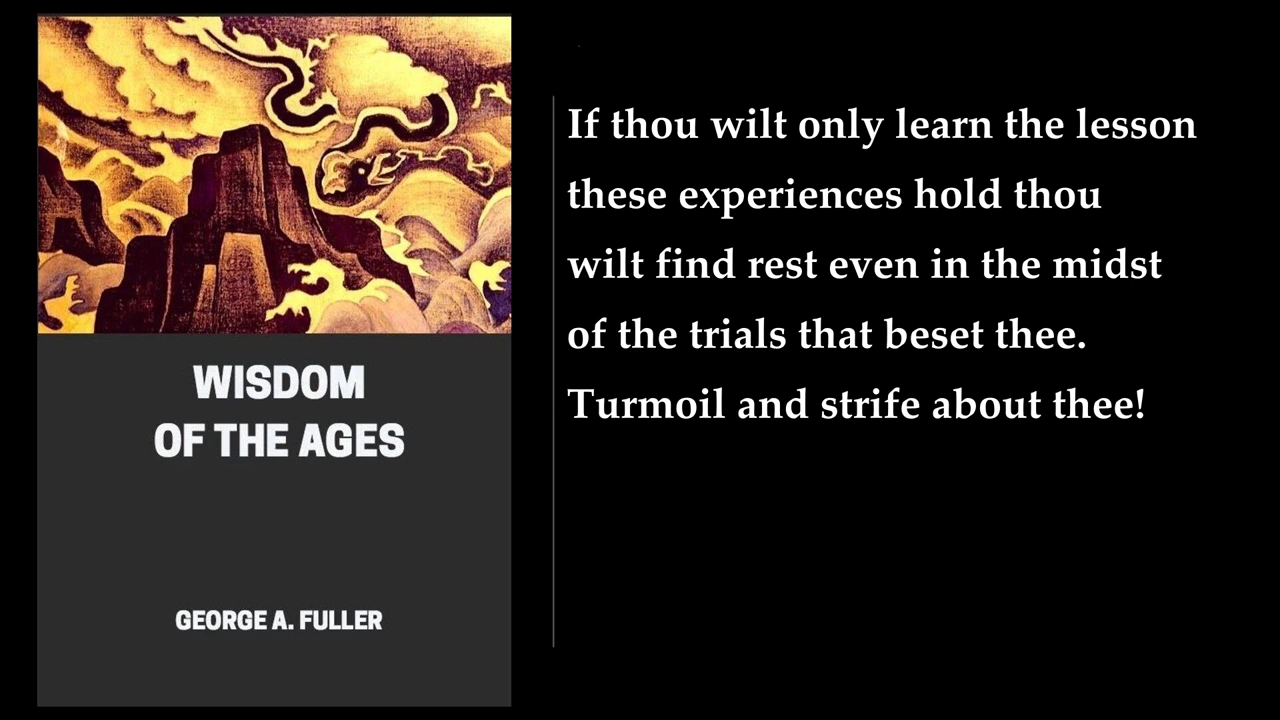 WISDOM
OF THE AGES
GEORGE A. FULLER
If thou wilt only learn the lesson
these experiences hold thou
wilt find rest even in the midst
of the trials that beset thee.
Turmoil and strife about thee!